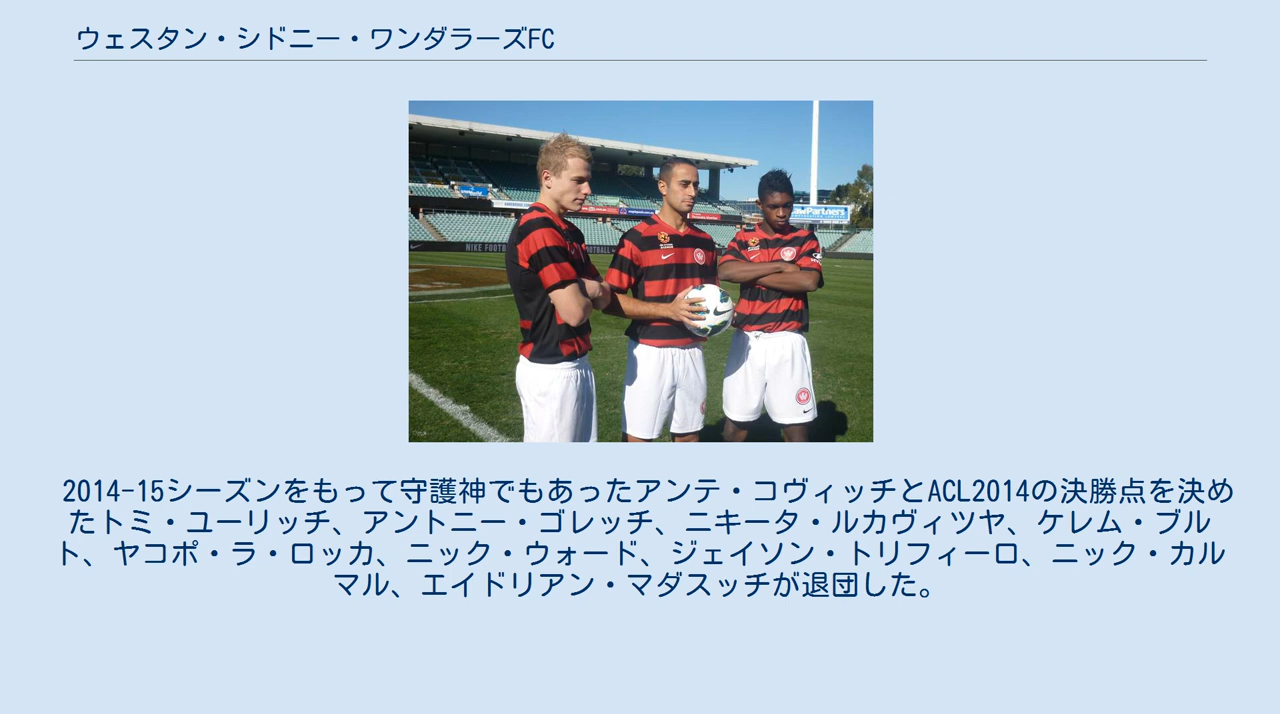 ウェスタン・シドニー・ワンダラーズFC
NIKE FOOTB
Partners
2014-15シーズンをもって守護神でもあったアンテ・コヴィッチとACL2014の決勝点を決め
たトミ・ユーリッチ、アントニー・ゴレッチ、ニキータ・ルカヴィツヤ、ケレム・ブル
ト、ヤコポ・ラ・ロッカ、ニック・ウォード、ジェイソン・トリフィーロ、ニック・カル
マル、エイドリアン・マダスッチが退団した。